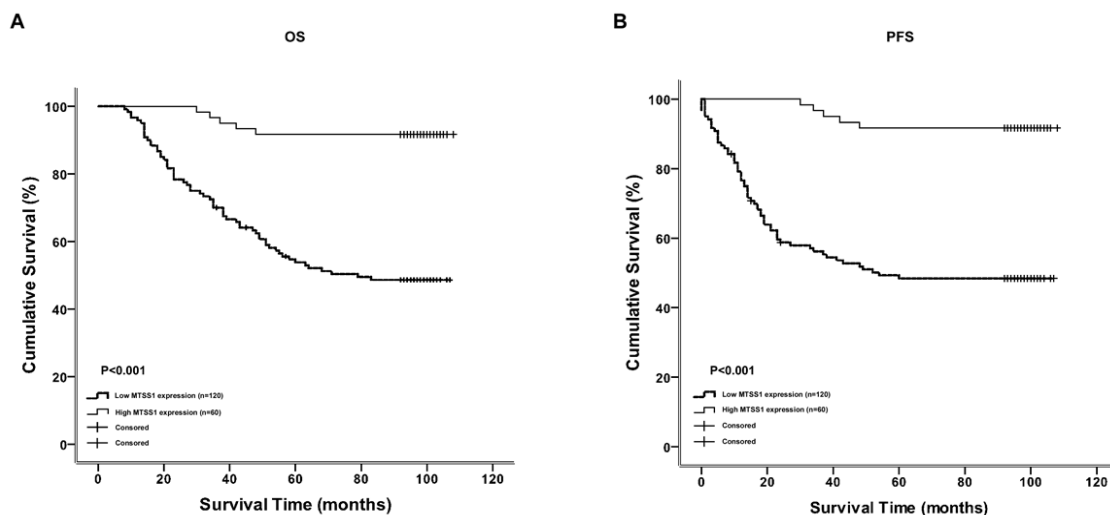 A
OS
Cumulative Survival (%)
100
80
60
40
20
0
P<0.001
Low MTSS1 expression (n=120)
High MTSS1 expression (n=60)
Consored
Consored
0 20 40 60 80 100 120
Survival Time (months)
B
PFS
Cumulative Survival (%)
100
80
60
40
20
0
P<0.001
Low MTSS1 expression (n=120)
High MTSS1 expression (n=60)
Consored
Consored
0 20 40 60 80 100 120
Survival Time (months)